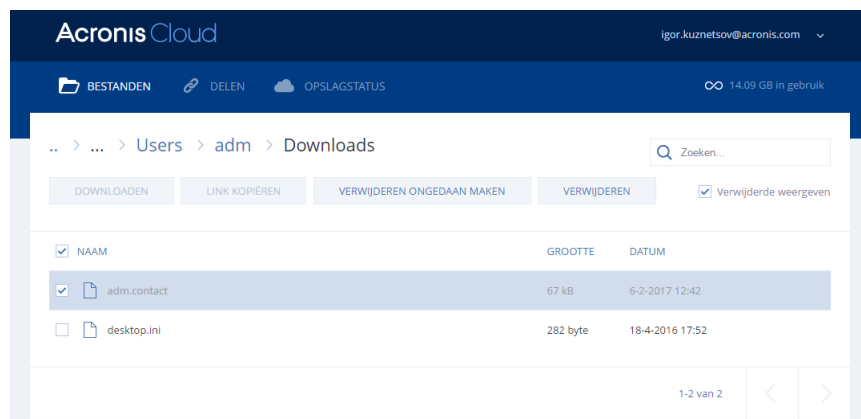 Acronis Cloud
igor.kuznetsov@acronis.com
BESTANDEN DELEN OPSLAGSTATUS 14.09 GB in gebruik
.. > ... > Users > adm > Downloads
Zoeken...
DOWNLOADEN LINK KOPIËREN VERWIJDEREN ONGEDAAN MAKEN VERWIJDEREN Verwijderde weergeven
NAAM GROOTTE DATUM
adm.contact 67 kB 6-2-2017 12:42
desktop.ini 282 byte 18-4-2016 17:52
1-2 van 2